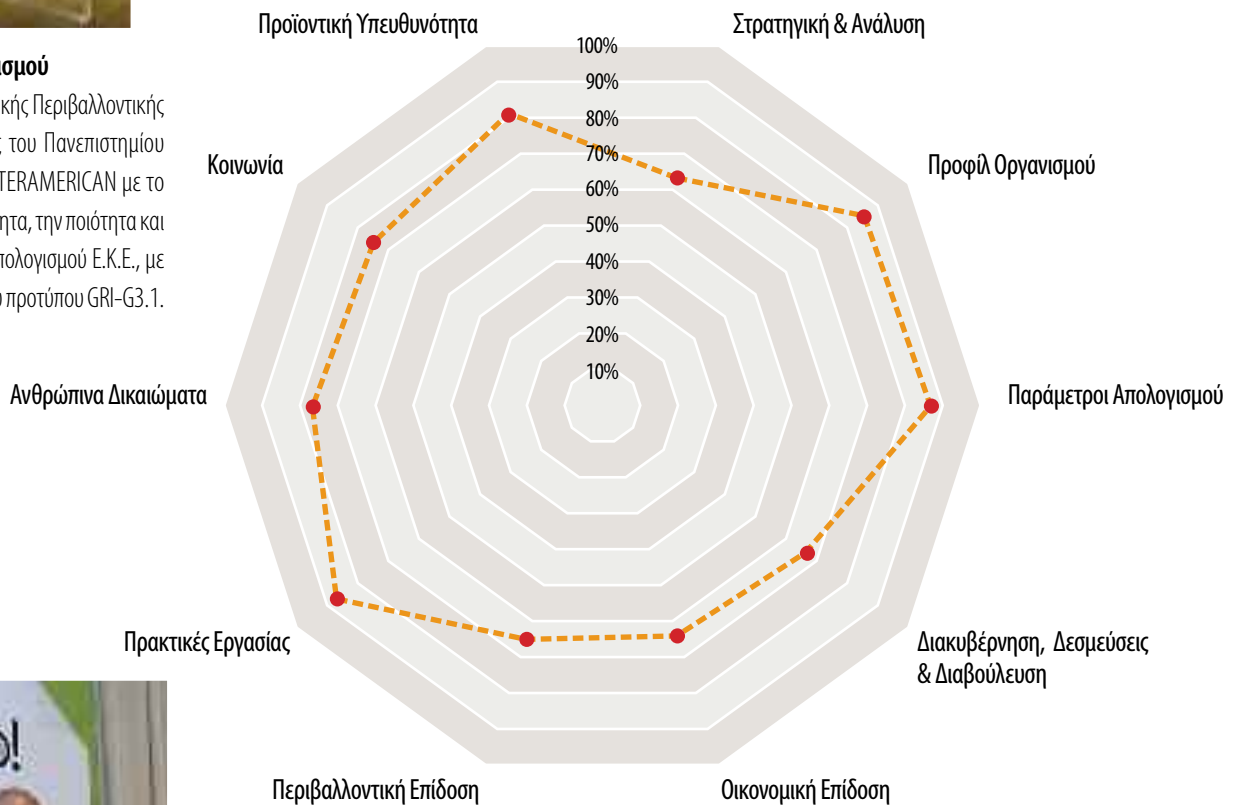 ισμού
κής Περιβαλλοντικής
ς του Πανεπιστημίου
TERAMERICAN με το
ητα, την ποιότητα και
πολογισμού Ε.Κ.Ε., με
υ προτύπου GRI-G3.1.
Προϊοντική Υπευθυνότητα
Στρατηγική & Ανάλυση
Κοινωνία
Προφίλ Οργανισμού
Ανθρώπινα Δικαιώματα
Παράμετροι Απολογισμού
Πρακτικές Εργασίας
Διακυβέρνηση, Δεσμεύσεις
& Διαβούλευση
Περιβαλλοντική Επίδοση
Οικονομική Επίδοση
100%
90%
80%
70%
60%
50%
40%
30%
20%
10%
ο!